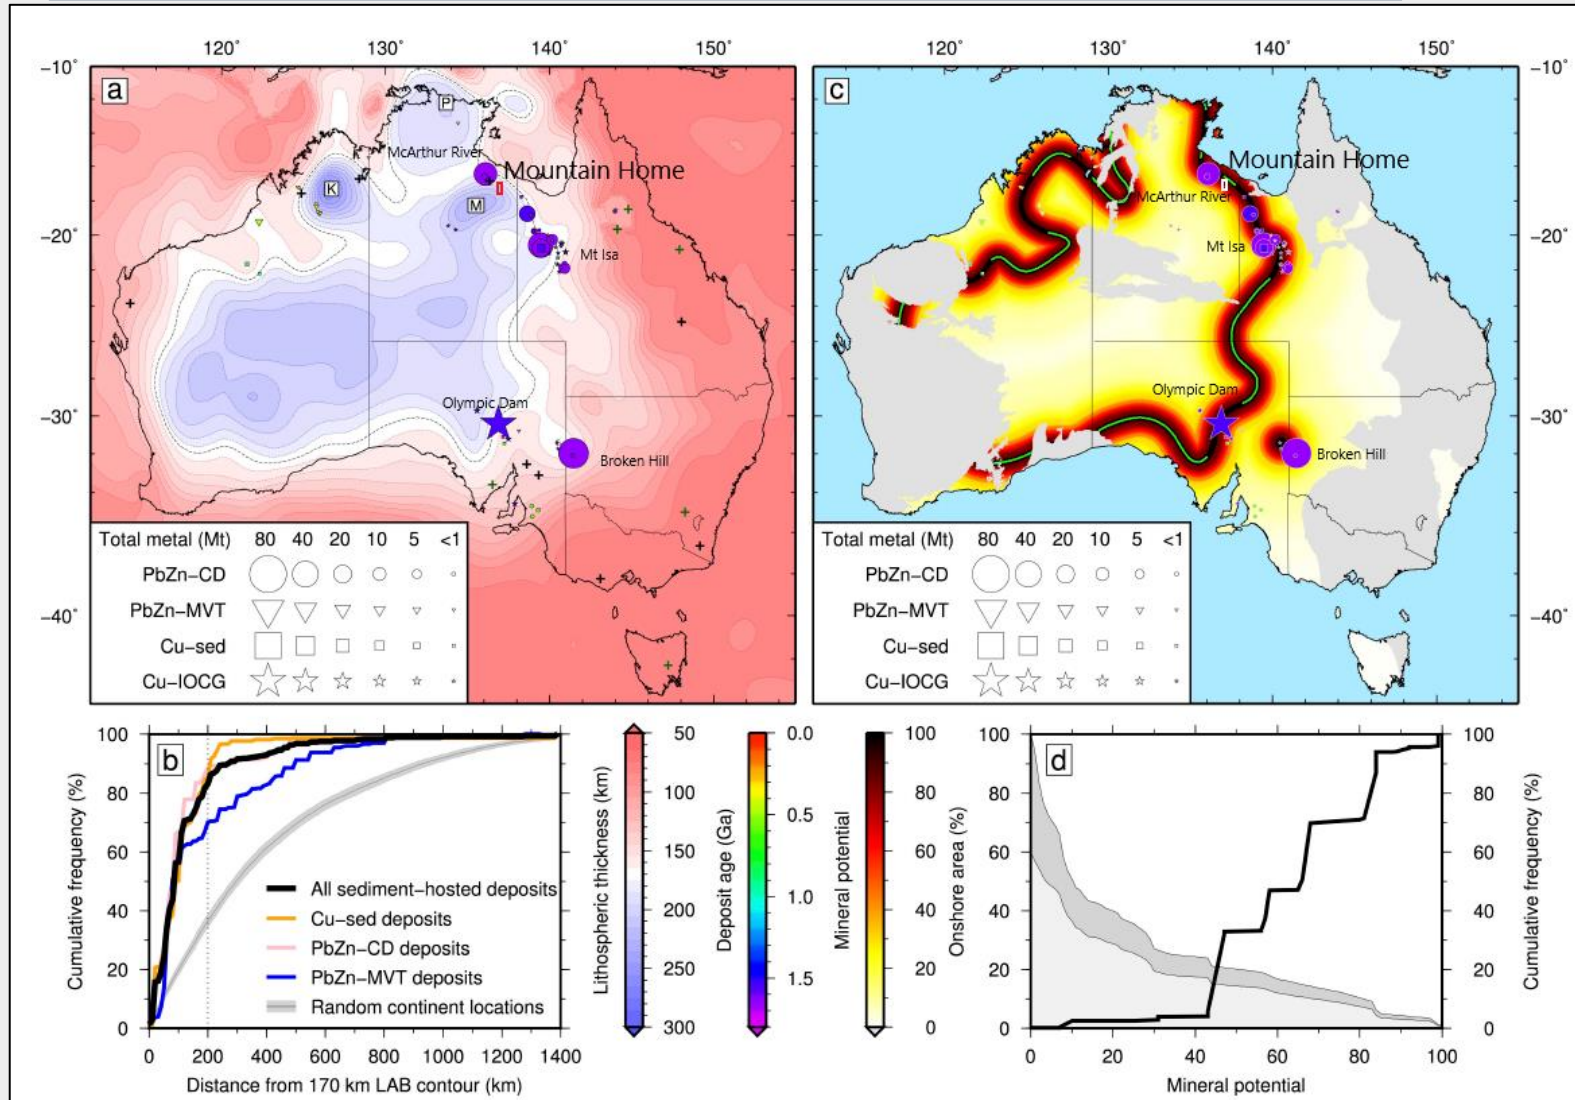 120° 130° 140° 150°
−10°
−20°
−30°
−40°
a
P
McArthur River
Mountain Home
K
M
Mt Isa
Olympic Dam
Broken Hill
Total metal (Mt) 80 40 20 10 5 <1
PbZn−CD
PbZn−MVT
Cu−sed
Cu−IOCG
120° 130° 140° 150°
−10°
−20°
−30°
−40°
c
Mountain Home
McArthur River
Mt Isa
Olympic Dam
Broken Hill
Total metal (Mt) 80 40 20 10 5 <1
PbZn−CD
PbZn−MVT
Cu−sed
Cu−IOCG
b
Cumulative frequency (%)
100
80
60
40
20
0
All sediment−hosted deposits
Cu−sed deposits
PbZn−CD deposits
PbZn−MVT deposits
Random continent locations
0 200 400 600 800 1000 1200 1400
Distance from 170 km LAB contour (km)
Lithospheric thickness (km)
50
100
150
200
250
300
Deposit age (Ga)
0.0
0.5
1.0
1.5
Mineral potential
100
80
60
40
20
0
d
Onshore area (%)
100
80
60
40
20
0
0 20 40 60 80 100
Mineral potential
100
80
60
40
20
0
Cumulative frequency (%)